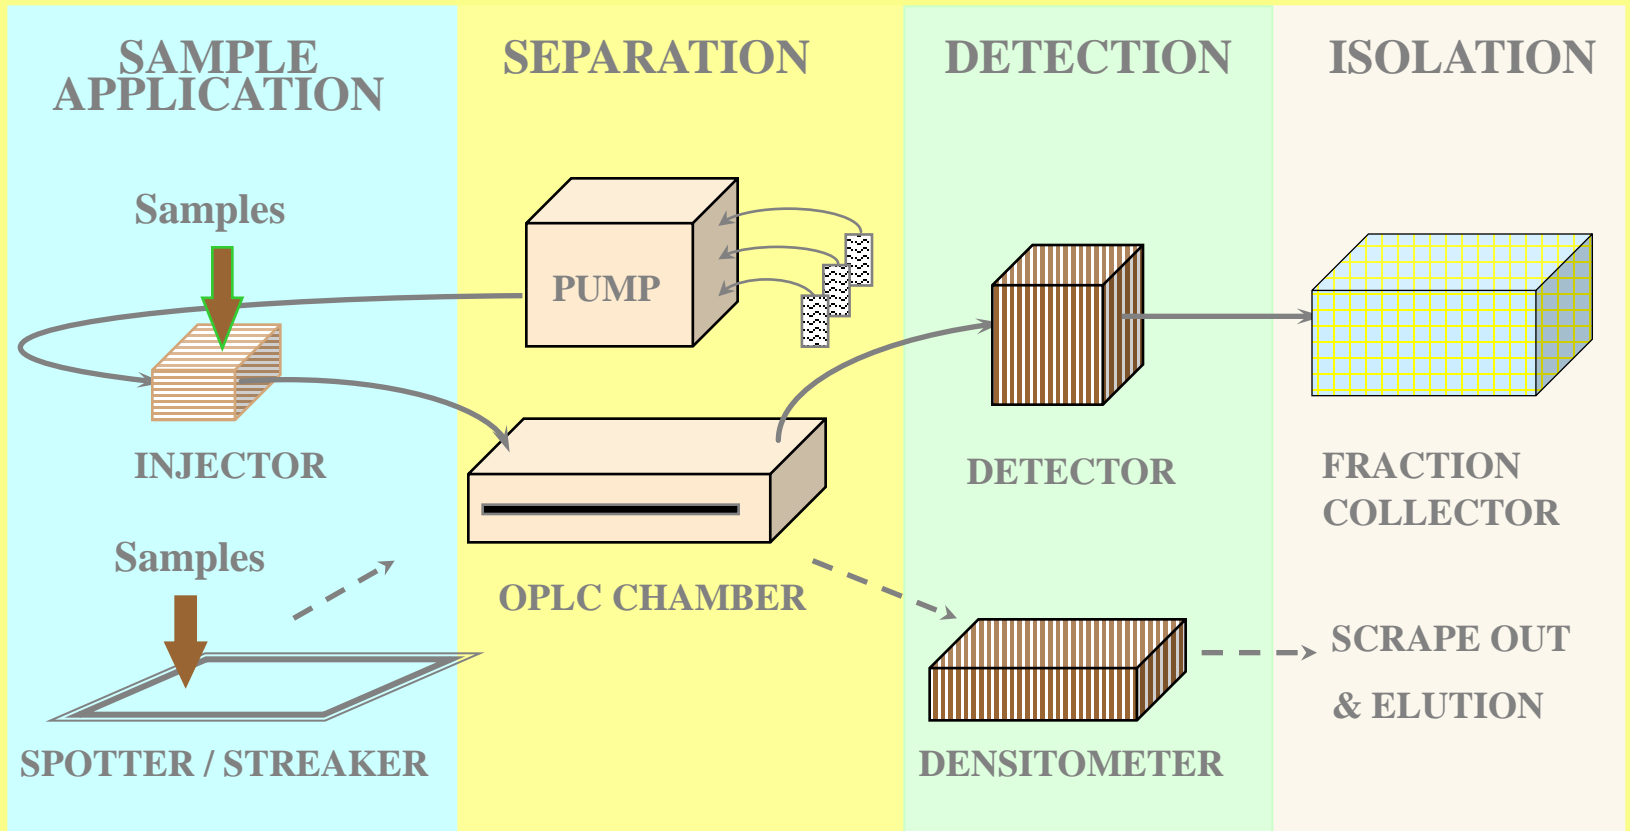 SAMPLE
APPLICATION
SEPARATION
DETECTION
ISOLATION
Samples
PUMP
INJECTOR
DETECTOR
FRACTION
COLLECTOR
Samples
OPLC CHAMBER
SCRAPE OUT
& ELUTION
SPOTTER / STREAKER
DENSITOMETER